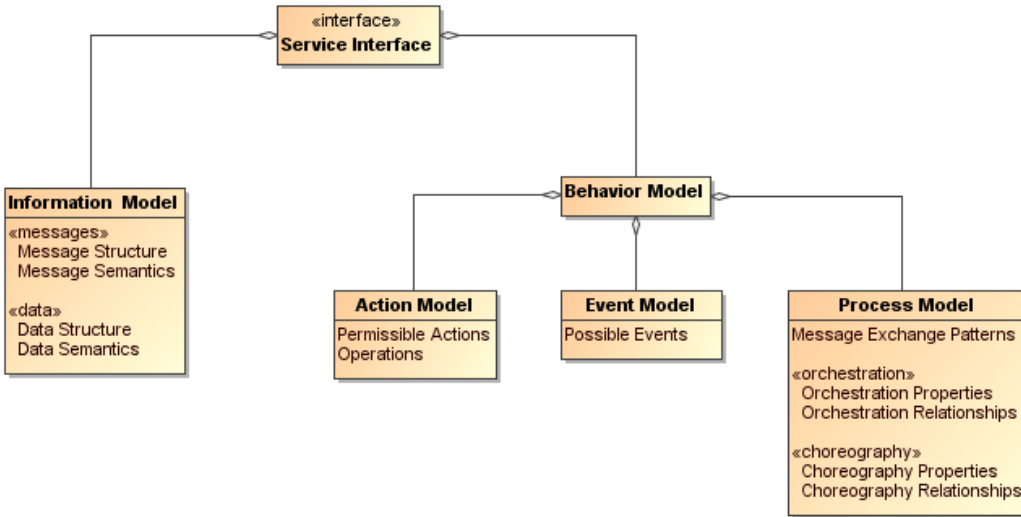 «interface»
Service Interface
Information  Model
«messages»
Message Structure
Message Semantics
«data»
Data Structure
Data Semantics
Behavior Model
Action Model
Permissible Actions
Operations
Event Model
Possible Events
Process Model
Message Exchange Patterns
«orchestration»
Orchestration Properties
Orchestration Relationships
«choreography»
Choreography Properties
Choreography Relationships